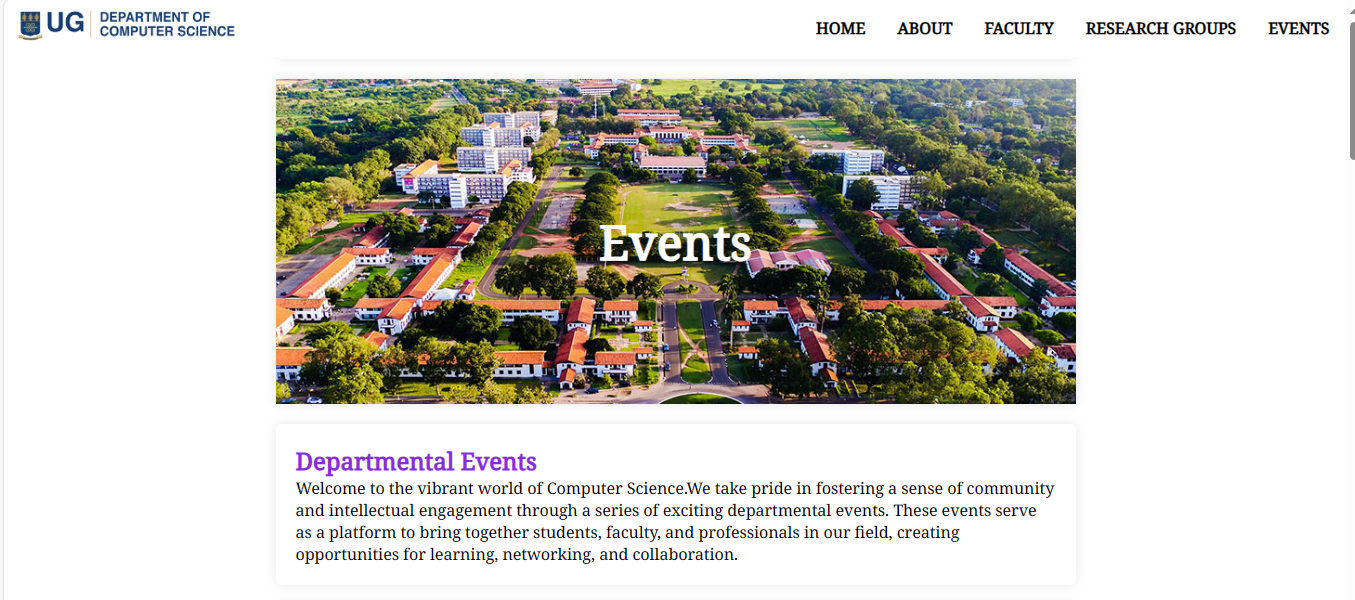 UG DEPARTMENT OF
COMPUTER SCIENCE
HOME ABOUT FACULTY RESEARCH GROUPS EVENTS
Events
Departmental Events
Welcome to the vibrant world of Computer Science.We take pride in fostering a sense of community
and intellectual engagement through a series of exciting departmental events. These events serve
as a platform to bring together students, faculty, and professionals in our field, creating
opportunities for learning, networking, and collaboration.